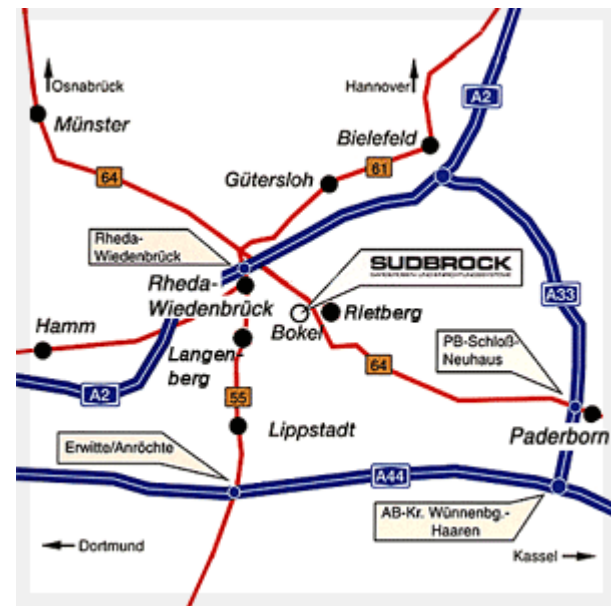 Osnabrück
Hannover
A2
Münster
Bielefeld
61
64
Gütersloh
Rheda-
Wiedenbrück
SUDBROCK
Rheda-
Wiedenbrück
A33
Rietberg
Bokel
Hamm
PB-Schloß-
Neuhaus
Langen-
berg
64
A2
55
Paderborn
Lippstadt
Erwitte/Anröchte
A44
AB-Kr. Wünnenbg.-
Haaren
Dortmund
Kassel